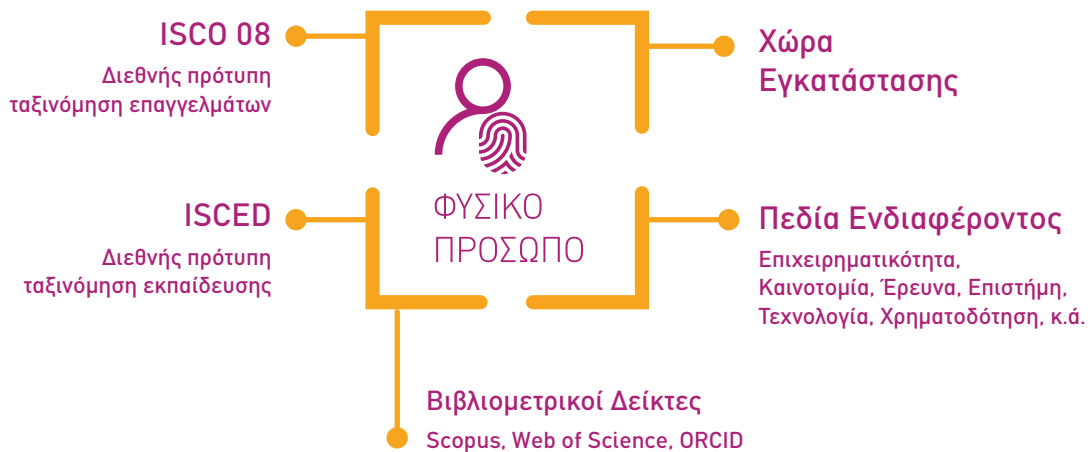 ISCO 08
Διεθνής πρότυπη
ταξινόμηση επαγγελμάτων
Χώρα
Εγκατάστασης
ΦΥΣΙΚΟ
ΠΡΟΣΩΠΟ
ISCED
Διεθνής πρότυπη
ταξινόμηση εκπαίδευσης
Πεδία Ενδιαφέροντος
Επιχειρηματικότητα,
Καινοτομία, Έρευνα, Επιστήμη,
Τεχνολογία, Χρηματοδότηση, κ.ά.
Βιβλιομετρικοί Δείκτες
Scopus, Web of Science, ORCID